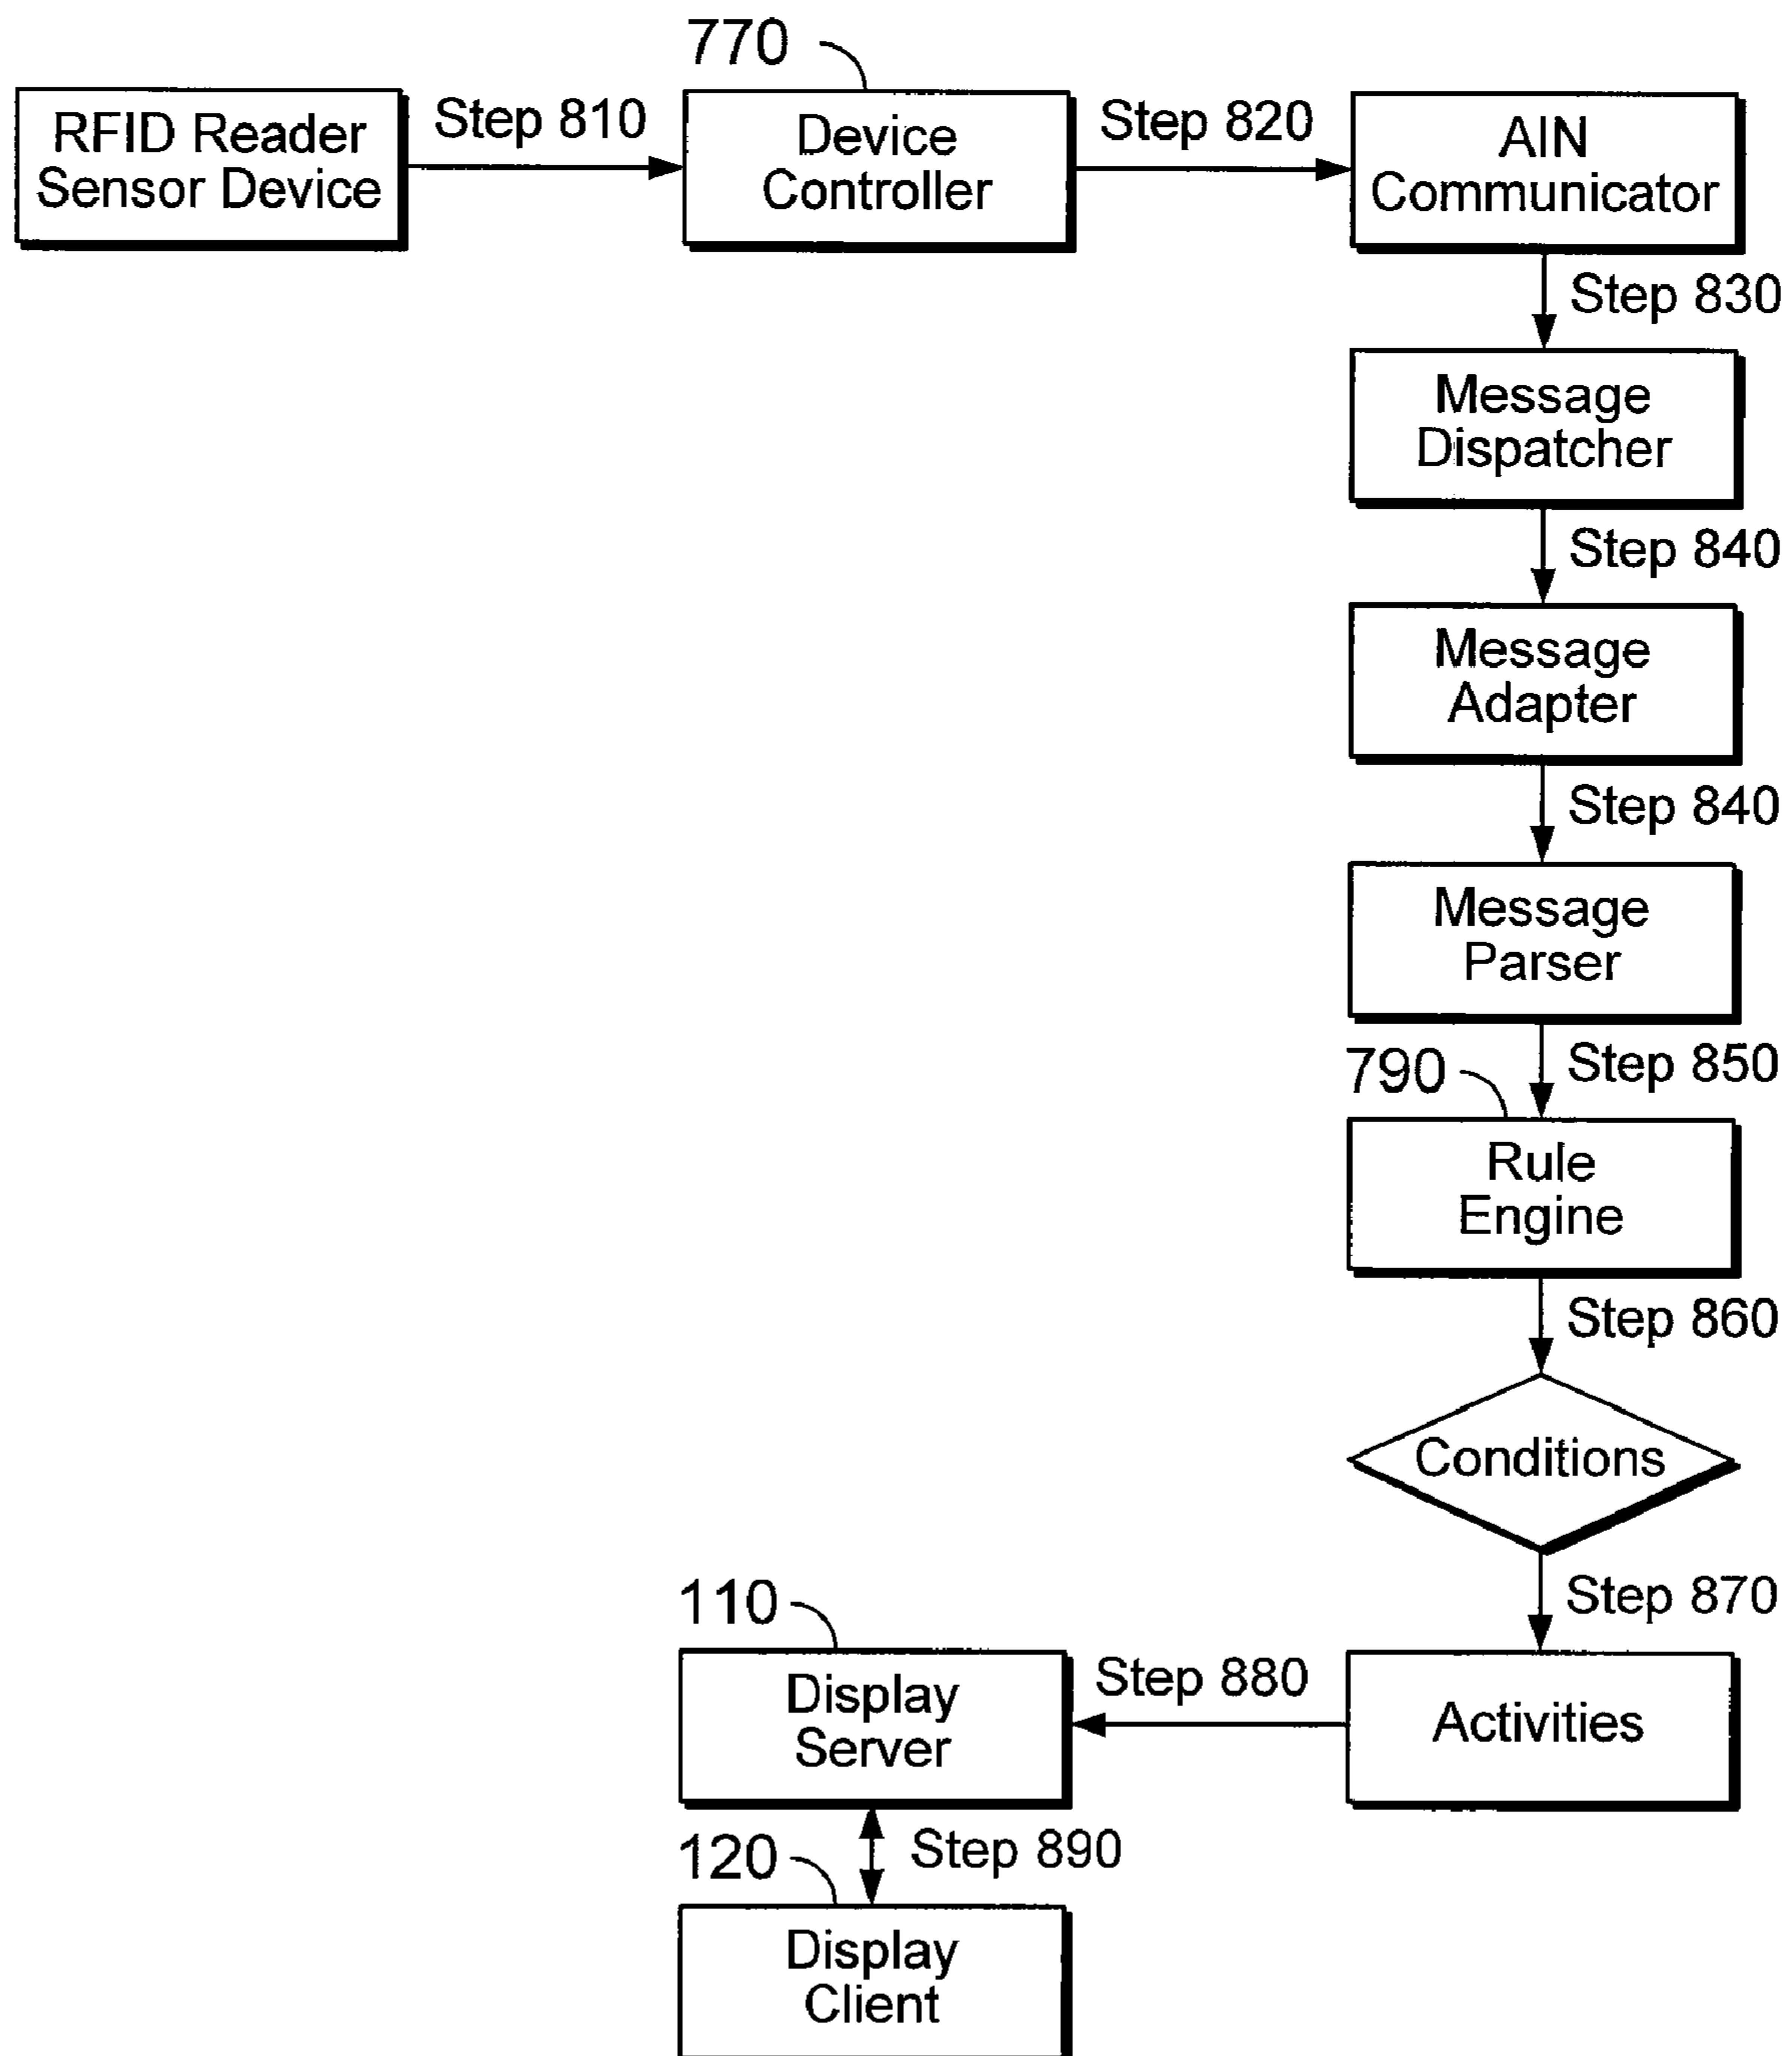 770
RFID Reader
Sensor Device
Step 810
Device
Controller
Step 820
AIN
Communicator
Step 830
Message
Dispatcher
Step 840
Message
Adapter
Step 840
Message
Parser
Step 850
790
Rule
Engine
Step 860
Conditions
Step 870
Activities
Step 880
110
Display
Server
Step 890
120
Display
Client